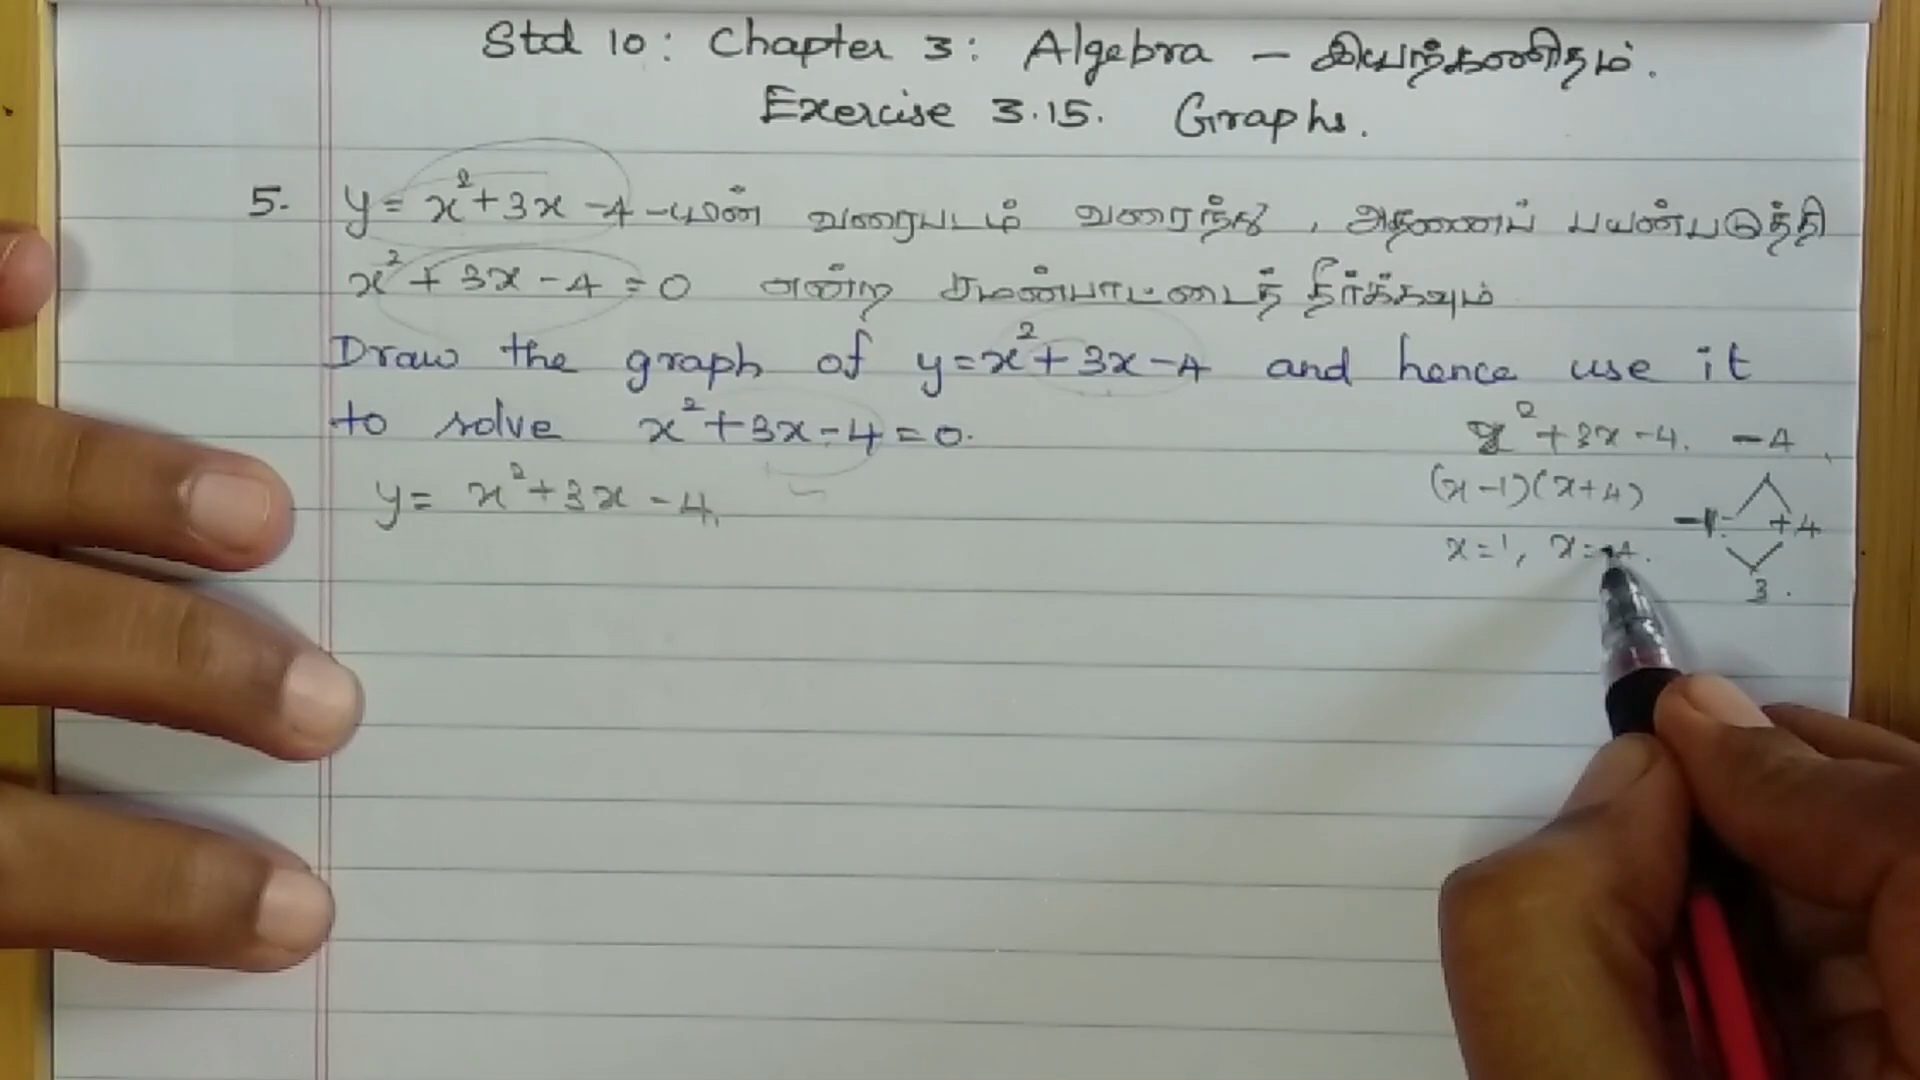 Std 10: Chapter 3: Algebra - இயற்கணிதம்.
Exercise 3.15. Graphs.
5. y = x²+3x-4-யின் வரைபடம் வரைந்து, அதனைப் பயன்படுத்தி
x²+3x-4=0 என்ற சமன்பாட்டைத் தீர்க்கவும்
Draw the graph of y=x²+3x-4 and hence use it
to solve x²+3x-4=0.
y= x²+3x-4
x²+3x-4. -4
(x-1)(x+4) -1 +4
x=1, x=-4.
3.